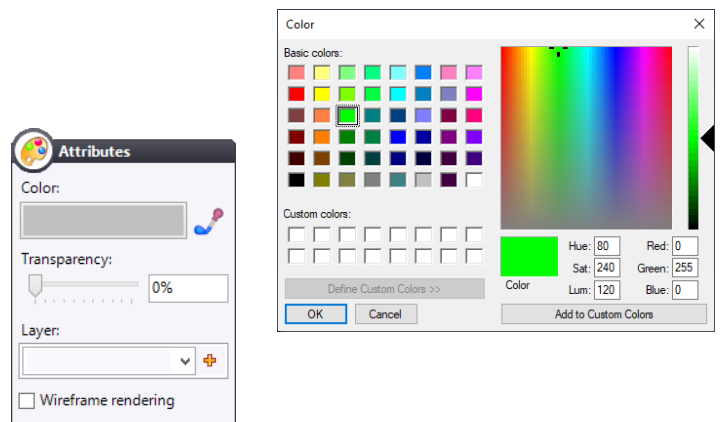 Attributes
Color:
Transparency:
0%
Layer:
Wireframe rendering
Color
Basic colors:
Custom colors:
Define Custom Colors >>
OK Cancel
Color
Hue: 80 Red: 0
Sat: 240 Green: 255
Lum: 120 Blue: 0
Add to Custom Colors